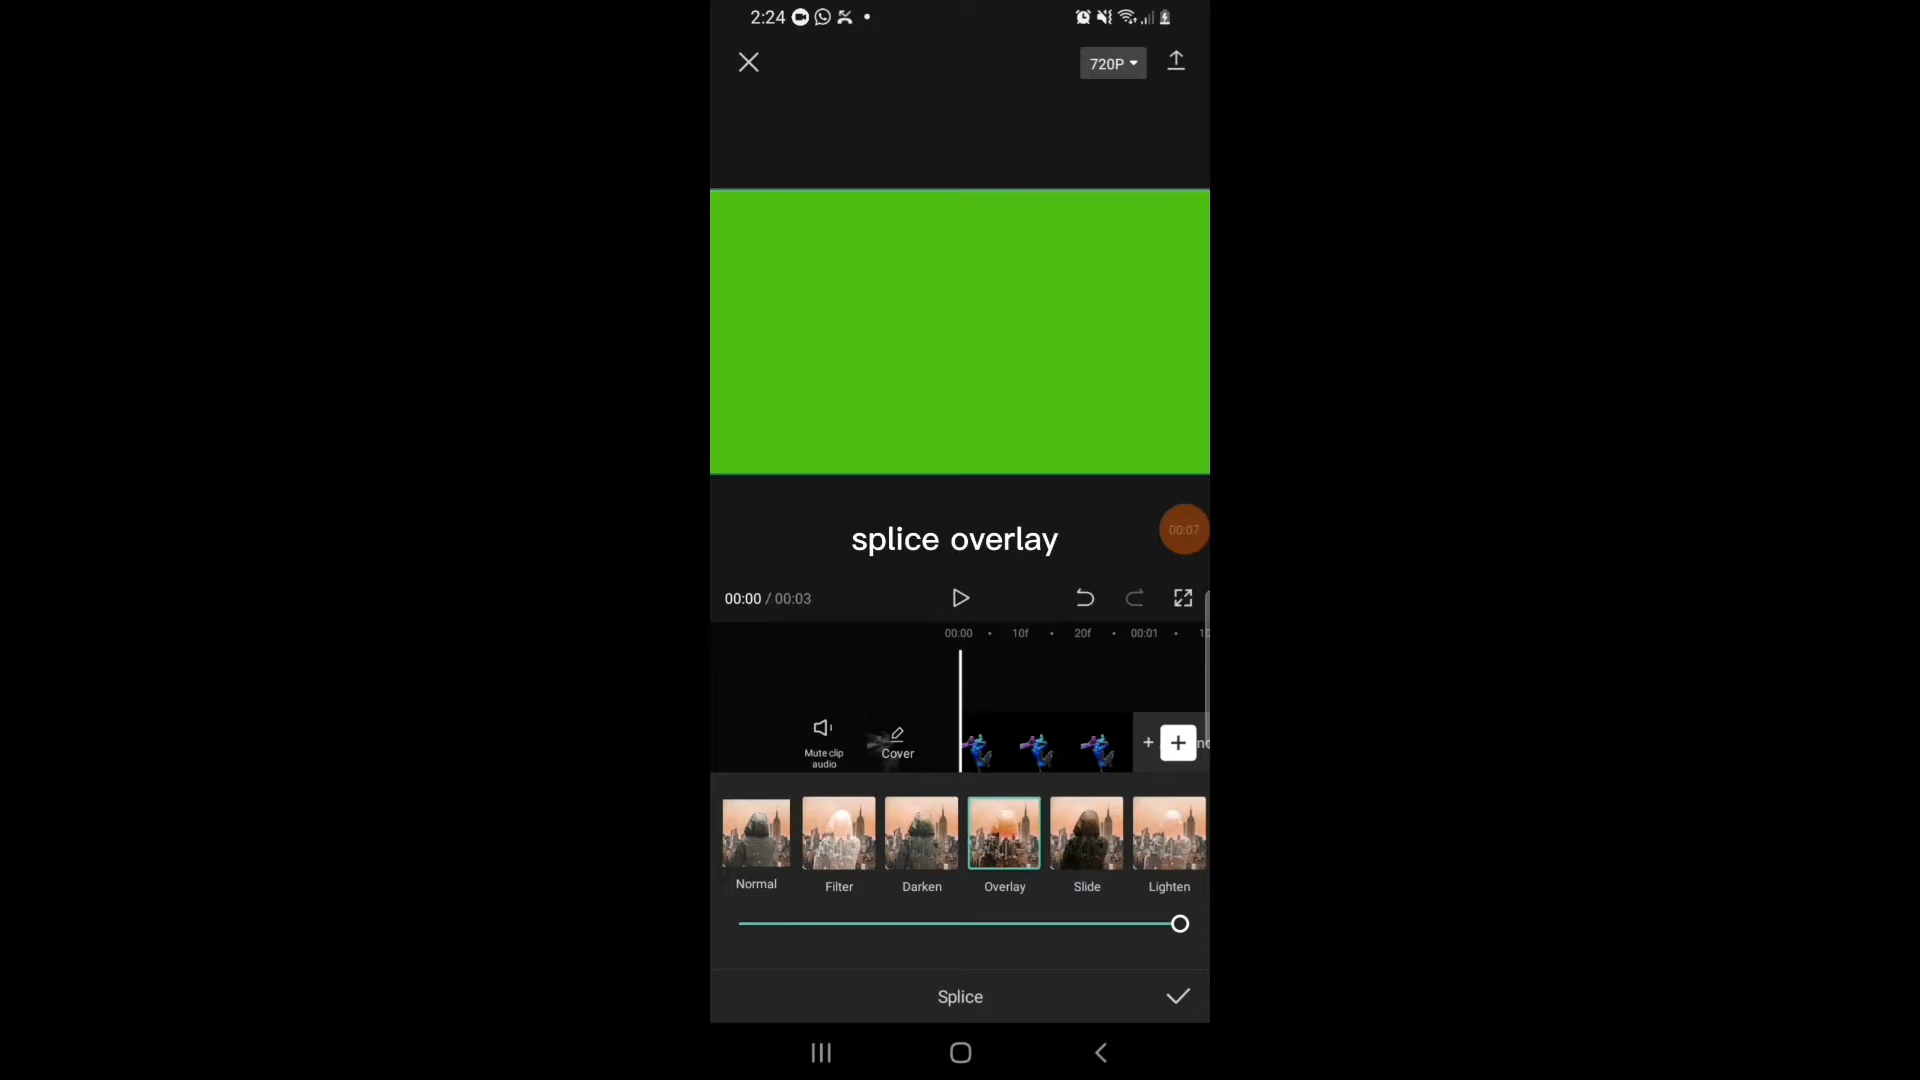 2:24
720P
splice overlay
00:07
00:00 / 00:03
00:00 10f 20f 00:01
Mute clip
audio
Cover
Normal Filter Darken Overlay Slide Lighten
Splice